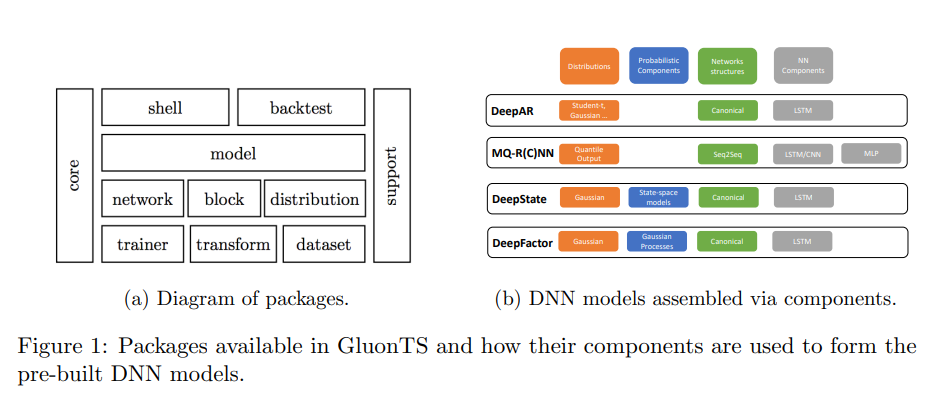 core
shell backtest
model
network block distribution
trainer transform dataset
support
(a) Diagram of packages.
Distributions
Probabilistic
Components
Networks
structures
NN
Components
DeepAR
Student-t,
Gaussian ..
Canonical
LSTM
MQ-R(C)NN
Quantile
Output
Seq2Seq
LSTM/CNN
MLP
DeepState
Gaussian
State-space
models
Canonical
LSTM
DeepFactor
Gaussian
Gaussian
Processes
Canonical
LSTM
(b) DNN models assembled via components.
Figure 1: Packages available in GluonTS and how their components are used to form the
pre-built DNN models.